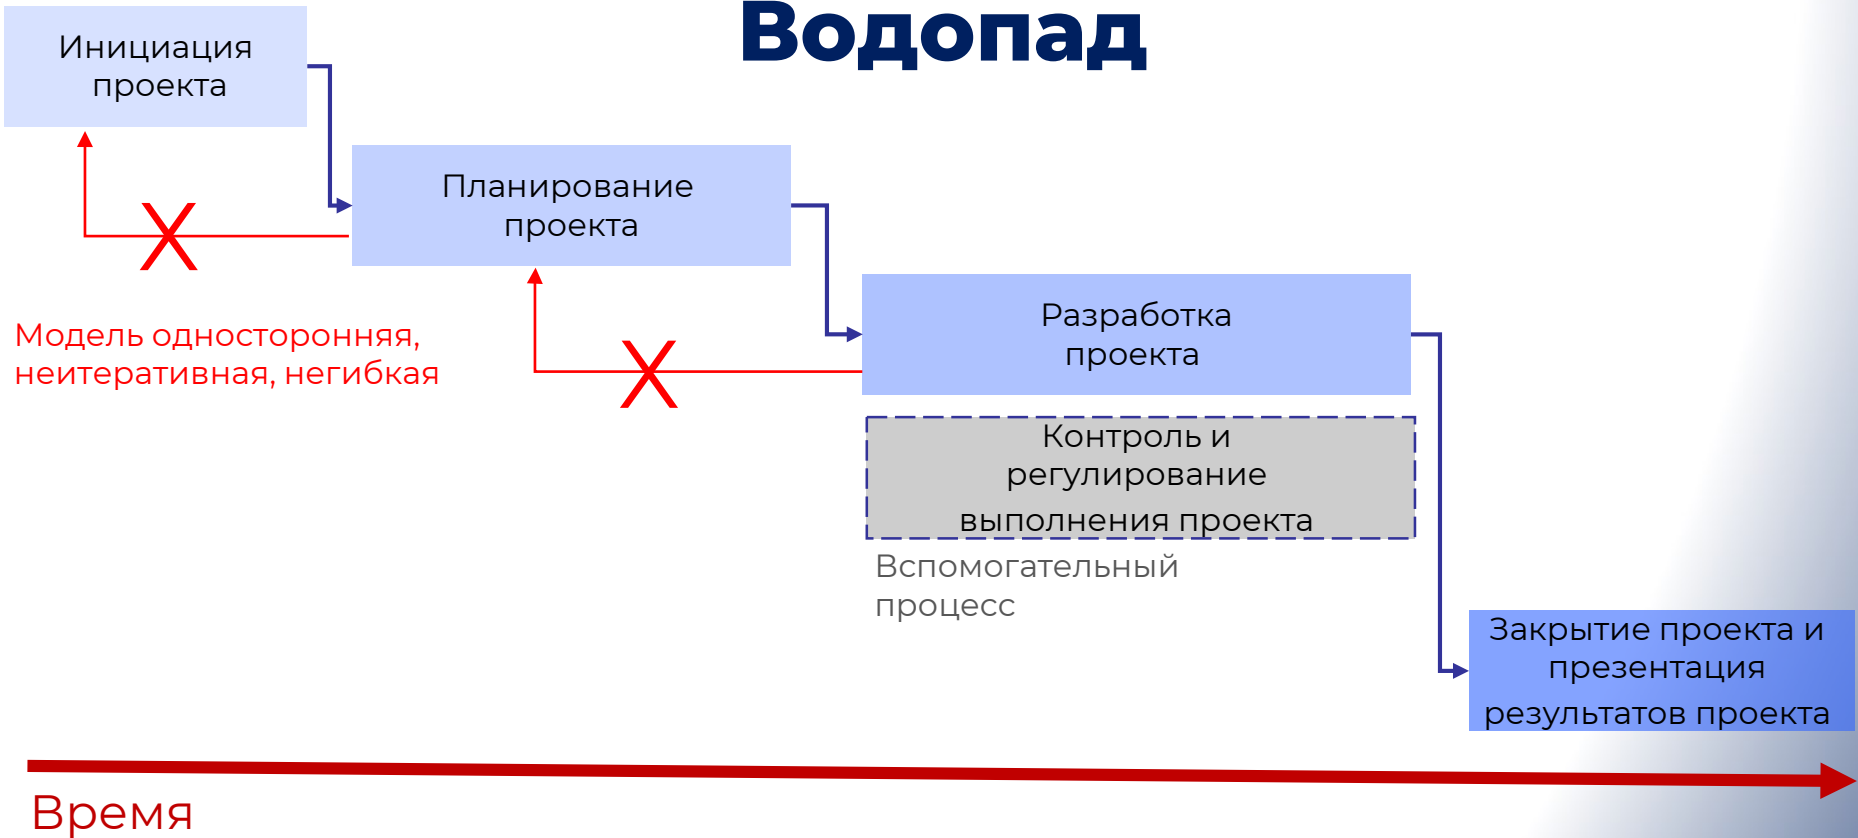 Водопад
Инициация
проекта
Планирование
проекта
Модель односторонняя,
неитеративная, негибкая
Х
Х
Разработка
проекта
Контроль и
регулирование
выполнения проекта
Вспомогательный
процесс
Закрытие проекта и
презентация
результатов проекта
Время